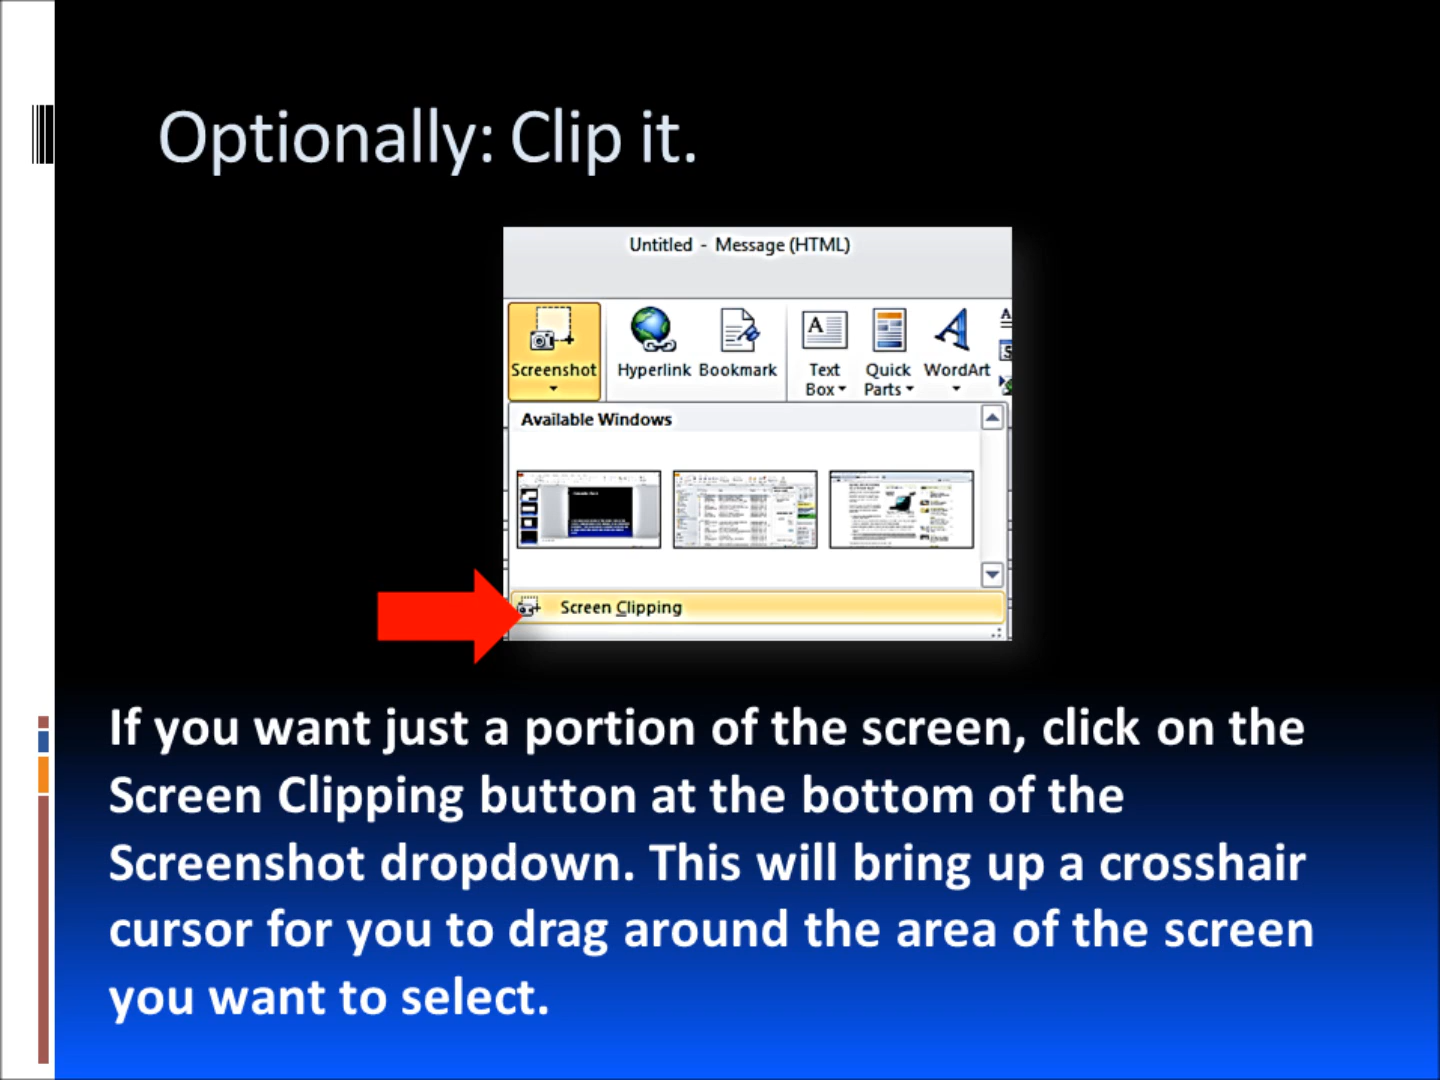 Optionally: Clip it.
Untitled - Message (HTML)
Screenshot
Hyperlink
Bookmark
Text
Box
Quick
Parts
WordArt
Available Windows
Screen Clipping
If you want just a portion of the screen, click on the
Screen Clipping button at the bottom of the
Screenshot dropdown. This will bring up a crosshair
cursor for you to drag around the area of the screen
you want to select.